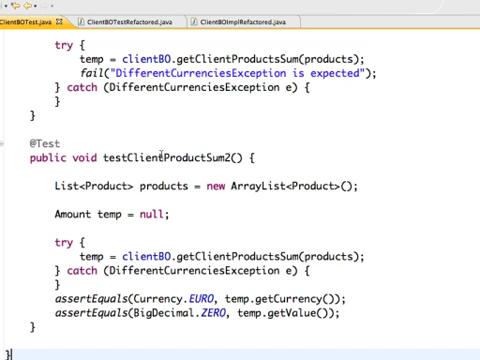 ClientBOTest.java
ClientBOTestRefactored.java
ClientBOImplRefactored.java
try {
temp = clientBO.getClientProductsSum(products);
fail("DifferentCurrenciesException is expected");
} catch (DifferentCurrenciesException e) {
}
}
@Test
public void testClientProductSum2() {
List<Product> products = new ArrayList<Product>();
Amount temp = null;
try {
temp = clientBO.getClientProductsSum(products);
} catch (DifferentCurrenciesException e) {
}
assertEquals(Currency.EURO, temp.getCurrency());
assertEquals(BigDecimal.ZERO, temp.getValue());
}
}